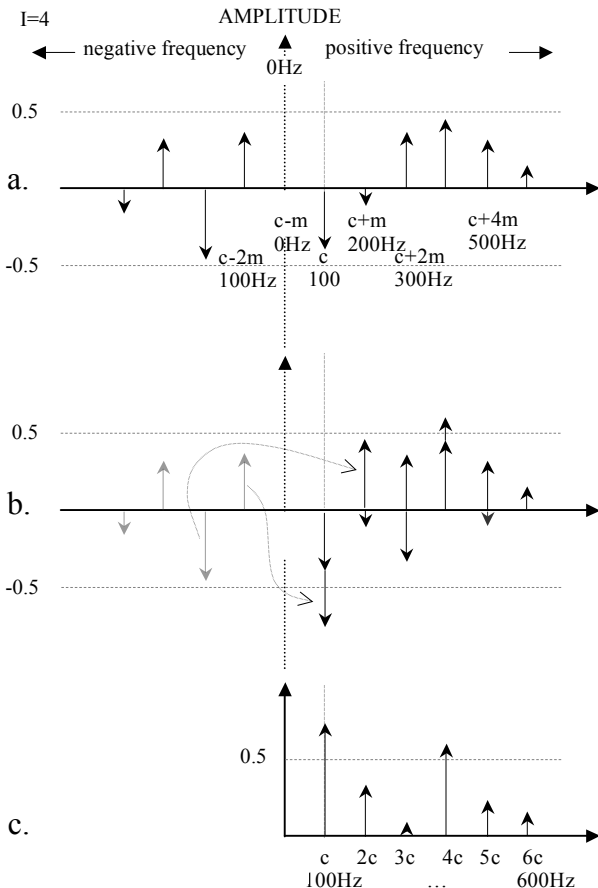 I=4
AMPLITUDE
negative frequency
positive frequency
0Hz
0.5
a.
c-m
0Hz
c+m
200Hz
c+4m
500Hz
c-2m
100Hz
c
100
c+2m
300Hz
-0.5
0.5
b.
-0.5
0.5
c.
c 2c 3c 4c 5c 6c
100Hz ... 600Hz